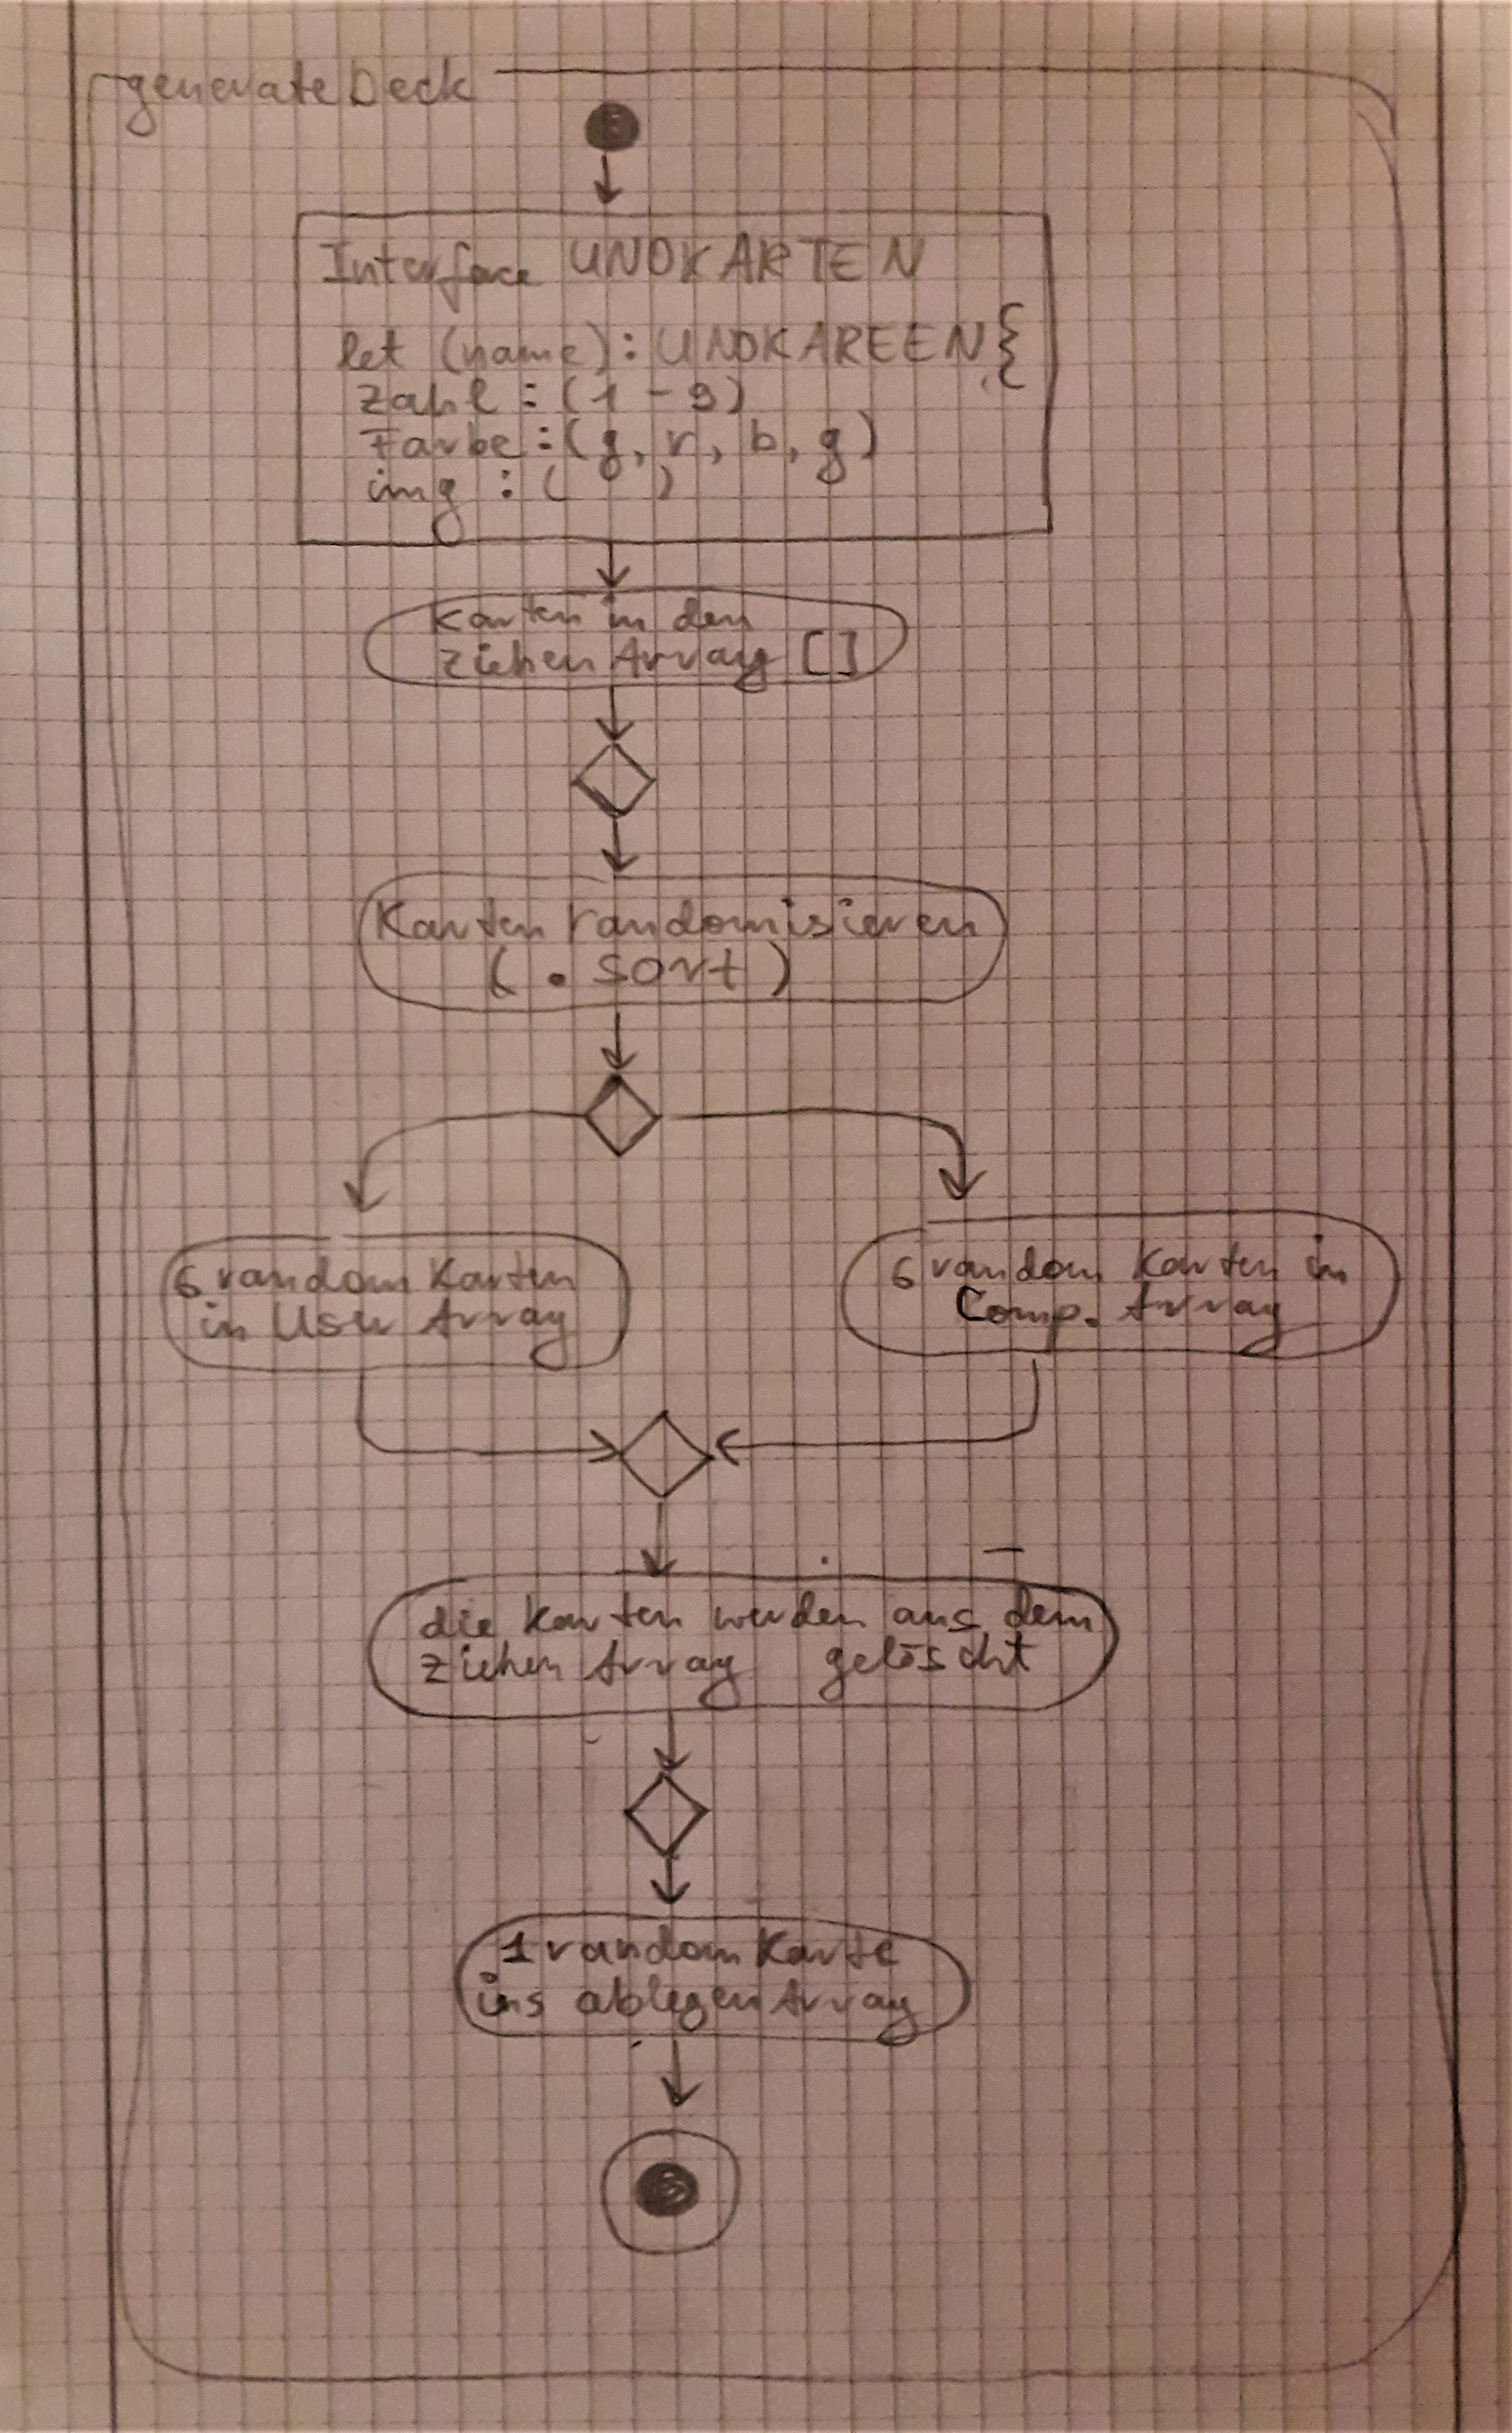 generateDeck
Interface UNOKARTEN
let (name): UNOKAREEN{
Zahl : (1 - 9)
Farbe : (g, r, b, g)
img : ( )
Karten in den
ziehen Array []
Karten randomisieren
( . sort )
6 random Karten
in User Array
6 random Karten in
Comp. Array
die Karten werden aus dem
ziehen Array gelöscht
1 random Karte
ins ablegen Array